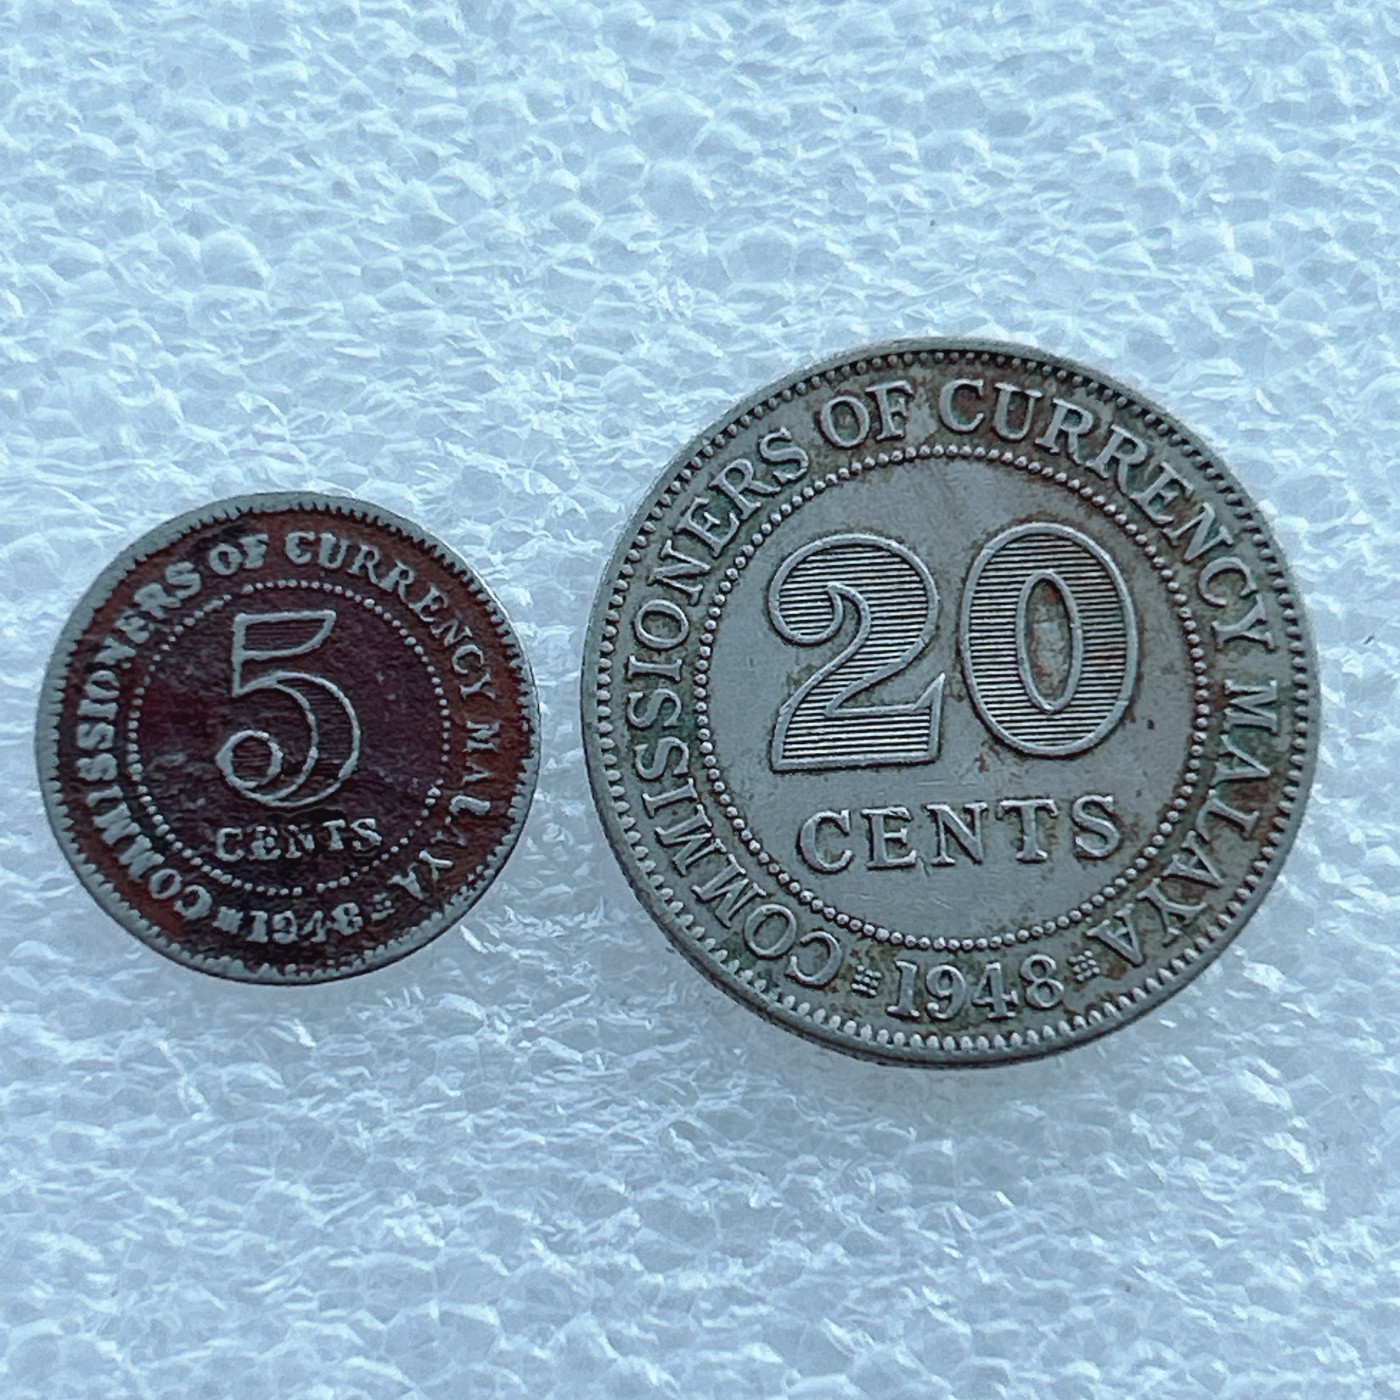 COMMISSIONERS OF CURRENCY MALAYA
5
CENTS
1948
COMMISSIONERS OF CURRENCY MALAYA
20
CENTS
1948